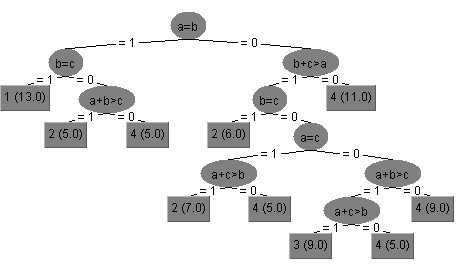 a=b
= 1 = 0
b=c b+c>a
= 1 = 0 = 1 = 0
1 (13.0) a+b>c b=c 4 (11.0)
= 1 = 0 = 1 = 0
2 (5.0) 4 (5.0) 2 (6.0) a=c
= 1 = 0
a+c>b a+b>c
= 1 = 0 = 1 = 0
2 (7.0) 4 (5.0) a+c>b 4 (9.0)
= 1 = 0
3 (9.0) 4 (5.0)